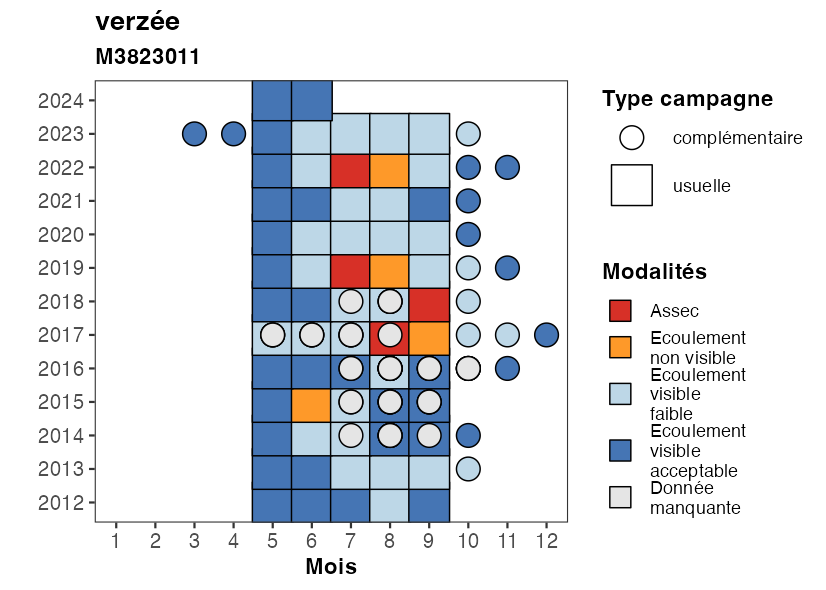 verzée
M3823011
2024
2023
2022
2021
2020
2019
2018
2017
2016
2015
2014
2013
2012
1 2 3 4 5 6 7 8 9 10 11 12
Mois
Type campagne
complémentaire
usuelle
Modalités
Assec
Ecoulement
non visible
Ecoulement
visible
faible
Ecoulement
visible
acceptable
Donnée
manquante